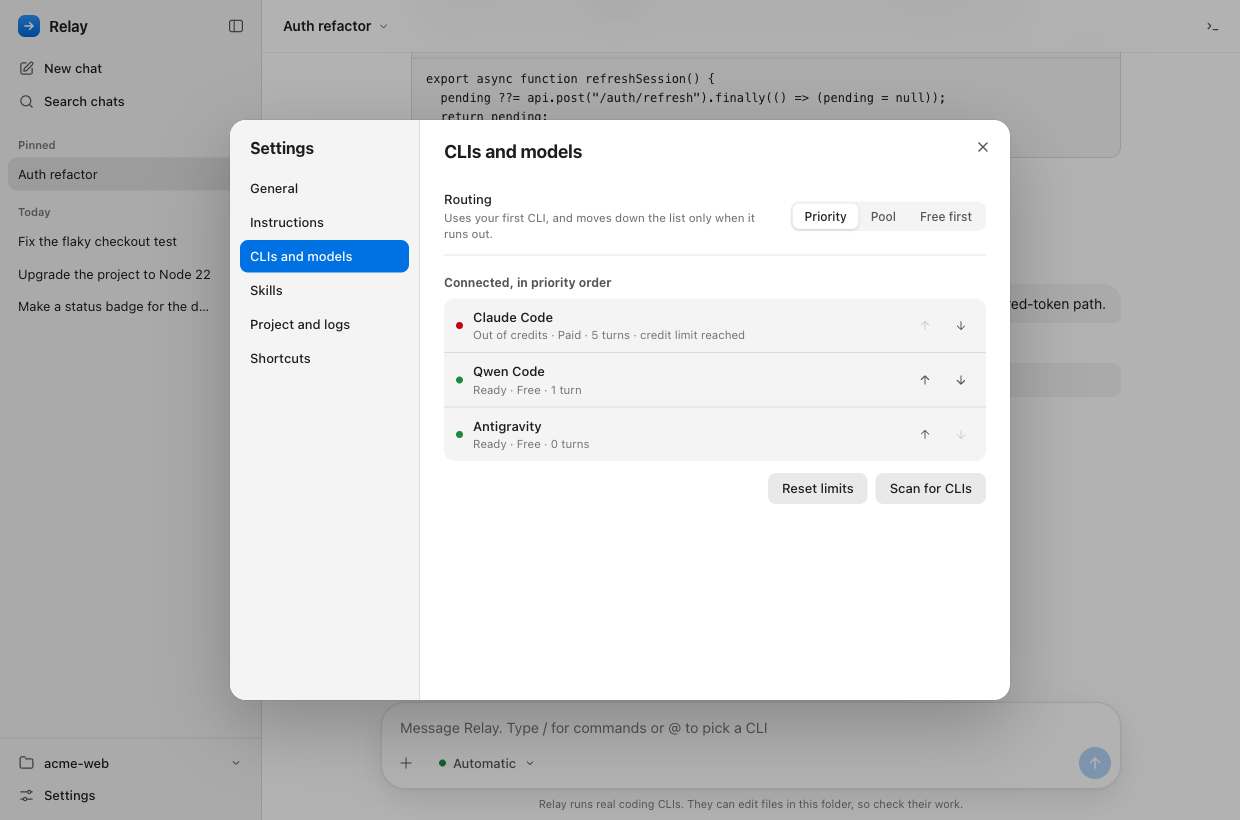 Relay
New chat
Search chats
Pinned
Auth refactor
Today
Fix the flaky checkout test
Upgrade the project to Node 22
Make a status badge for the d...
acme-web
Settings
Auth refactor
export async function refreshSession() {
pending ??= api.post("/auth/refresh").finally(() => (pending = null));
return pending;
Settings
General
Instructions
CLIs and models
Skills
Project and logs
Shortcuts
CLIs and models
Routing
Uses your first CLI, and moves down the list only when it
runs out.
Priority Pool Free first
Connected, in priority order
Claude Code
Out of credits · Paid · 5 turns · credit limit reached
Qwen Code
Ready · Free · 1 turn
Antigravity
Ready · Free · 0 turns
Reset limits Scan for CLIs
path.
Message Relay. Type / for commands or @ to pick a CLI
Automatic
Relay runs real coding CLIs. They can edit files in this folder, so check their work.